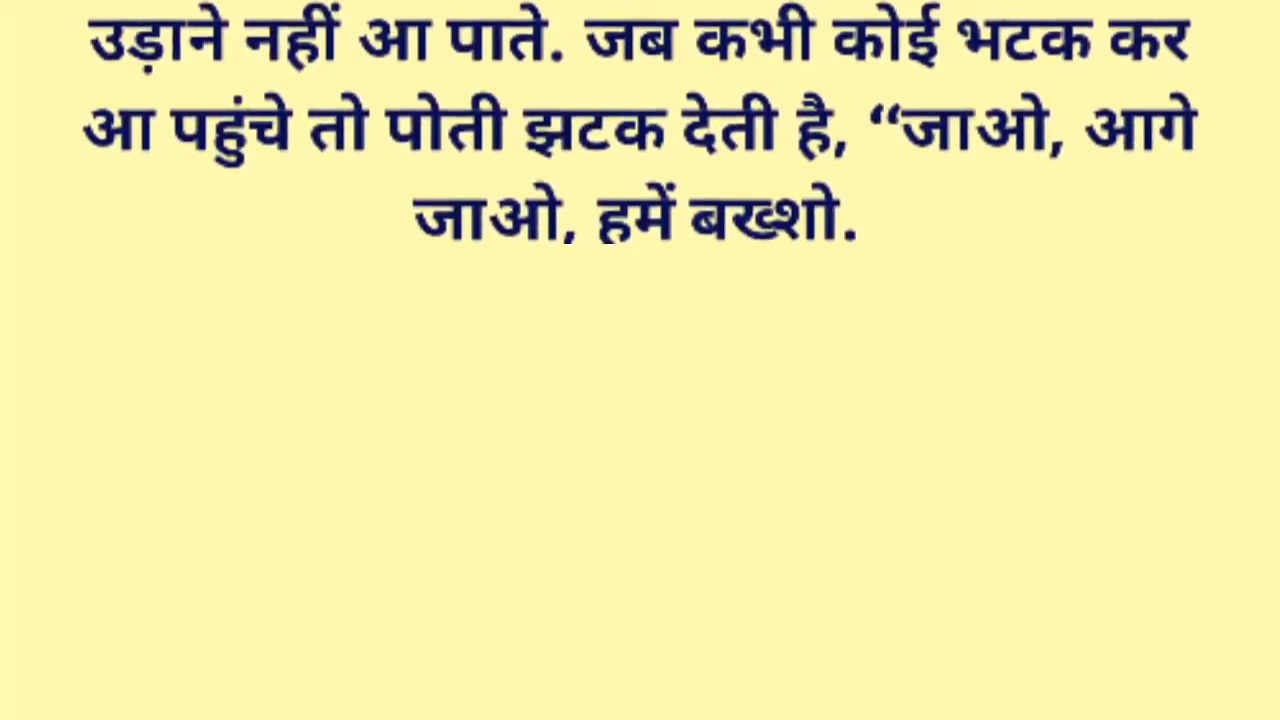 उड़ाने नहीं आ पाते. जब कभी कोई भटक कर
आ पहुंचे तो पोती झटक देती है, “जाओ, आगे
जाओ, हमें बख्शो.